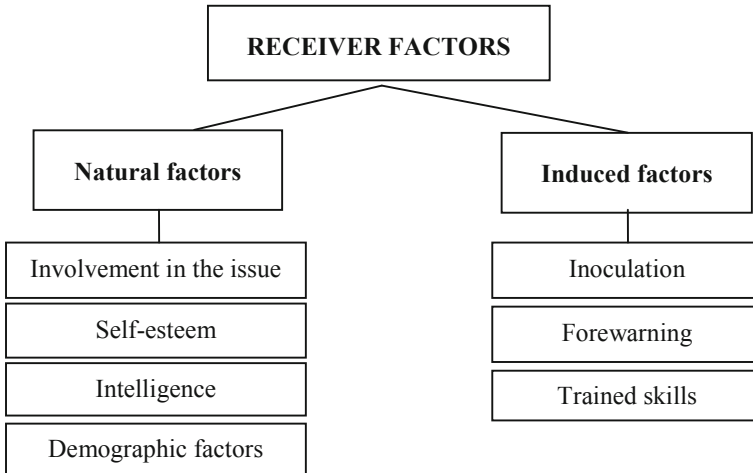 RECEIVER FACTORS
Natural factors
Induced factors
Involvement in the issue
Self-esteem
Intelligence
Demographic factors
Inoculation
Forewarning
Trained skills